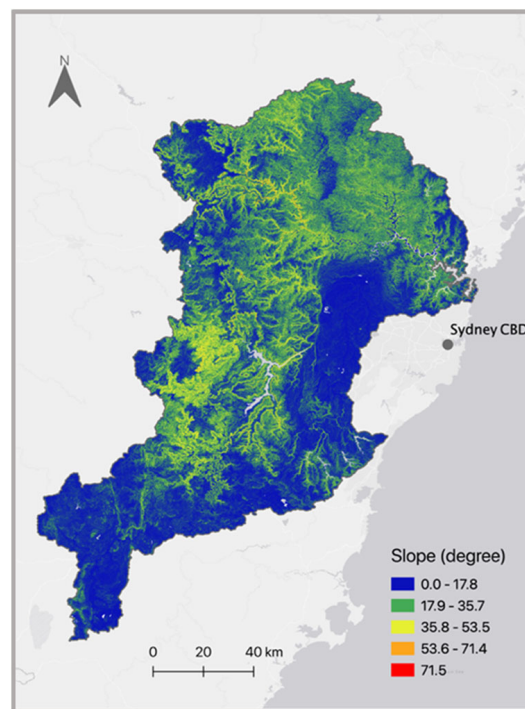 N
Sydney CBD
Slope (degree)
0.0 - 17.8
17.9 - 35.7
35.8 - 53.5
53.6 - 71.4
71.5
0 20 40 km